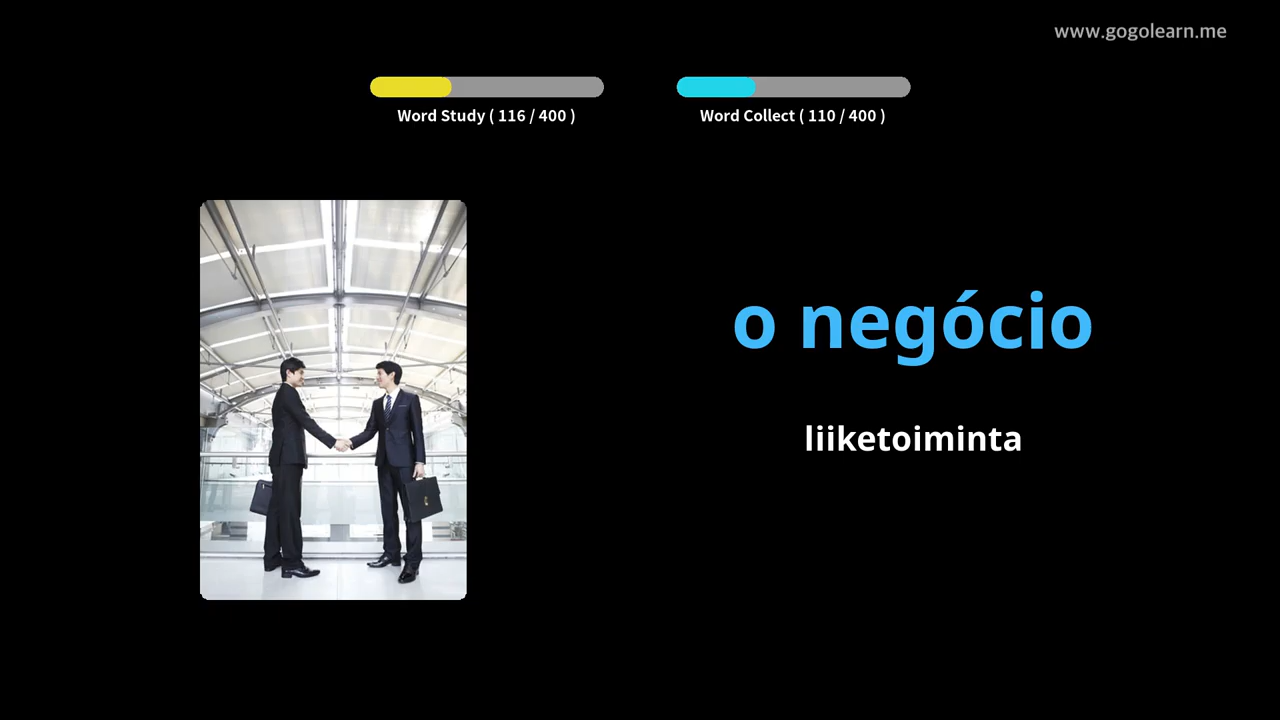 www.gogolearn.me
Word Study ( 116 / 400 )
Word Collect ( 110 / 400 )
o negócio
liiketoiminta